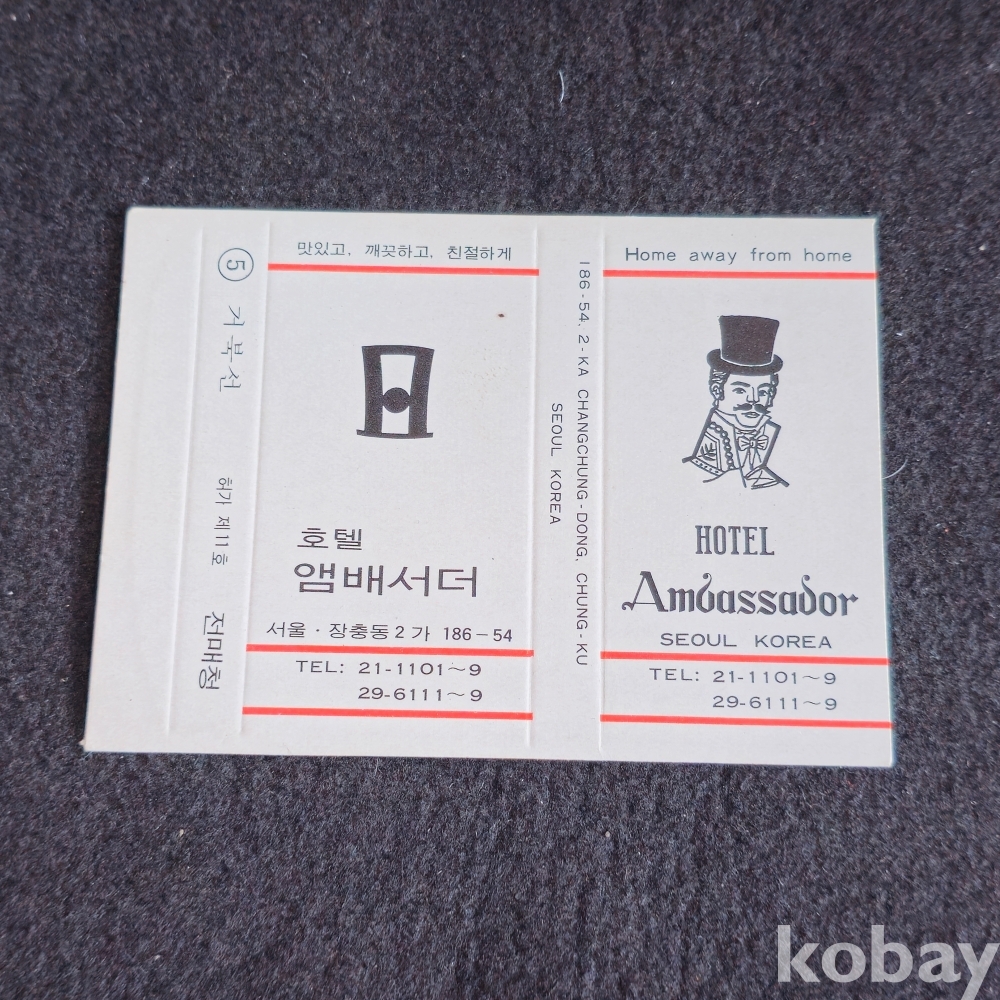 ⑤ 거북선
허가 제11호
전매청
맛있고, 깨끗하고, 친절하게
호텔
앰배서더
서울·장충동2가 186-54
TEL: 21-1101~9
29-6111~9
186-54. 2-KA CHANGCHUNG-DONG, CHUNG-KU
SEOUL KOREA
Home away from home
HOTEL
Ambassador
SEOUL KOREA
TEL: 21-1101~9
29-6111~9
kobay